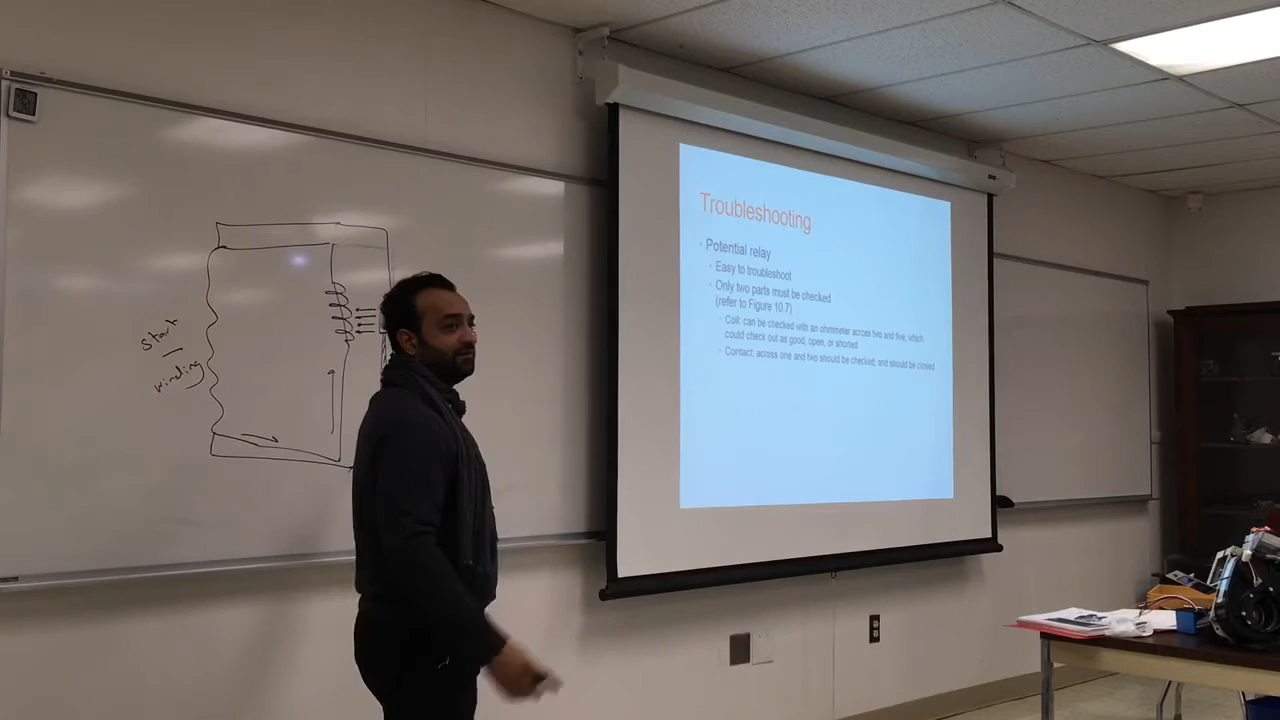 Start
winding
Troubleshooting
• Potential relay
• Easy to troubleshoot
• Only two parts must be checked
(refer to Figure 10.7)
• Coil: can be checked with an ohmmeter across two and five, which
could check out as good, open, or shorted
• Contact: across one and two should be checked, and should be closed